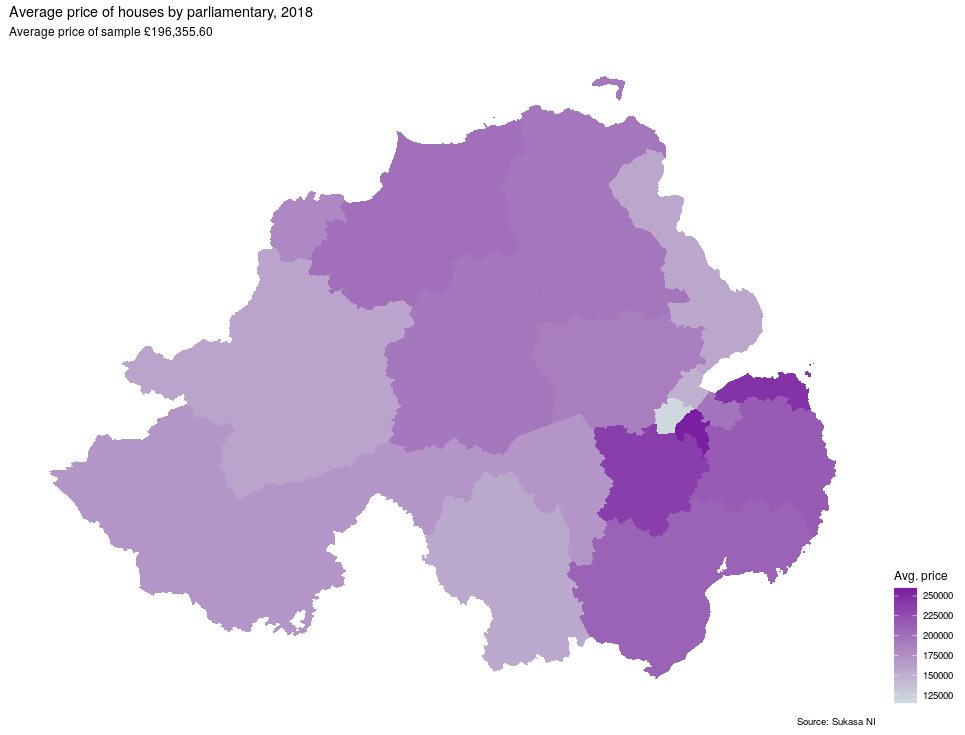 Average price of houses by parliamentary, 2018
Average price of sample £196,355.60
Avg. price
250000
225000
200000
175000
150000
125000
Source: Sukasa NI